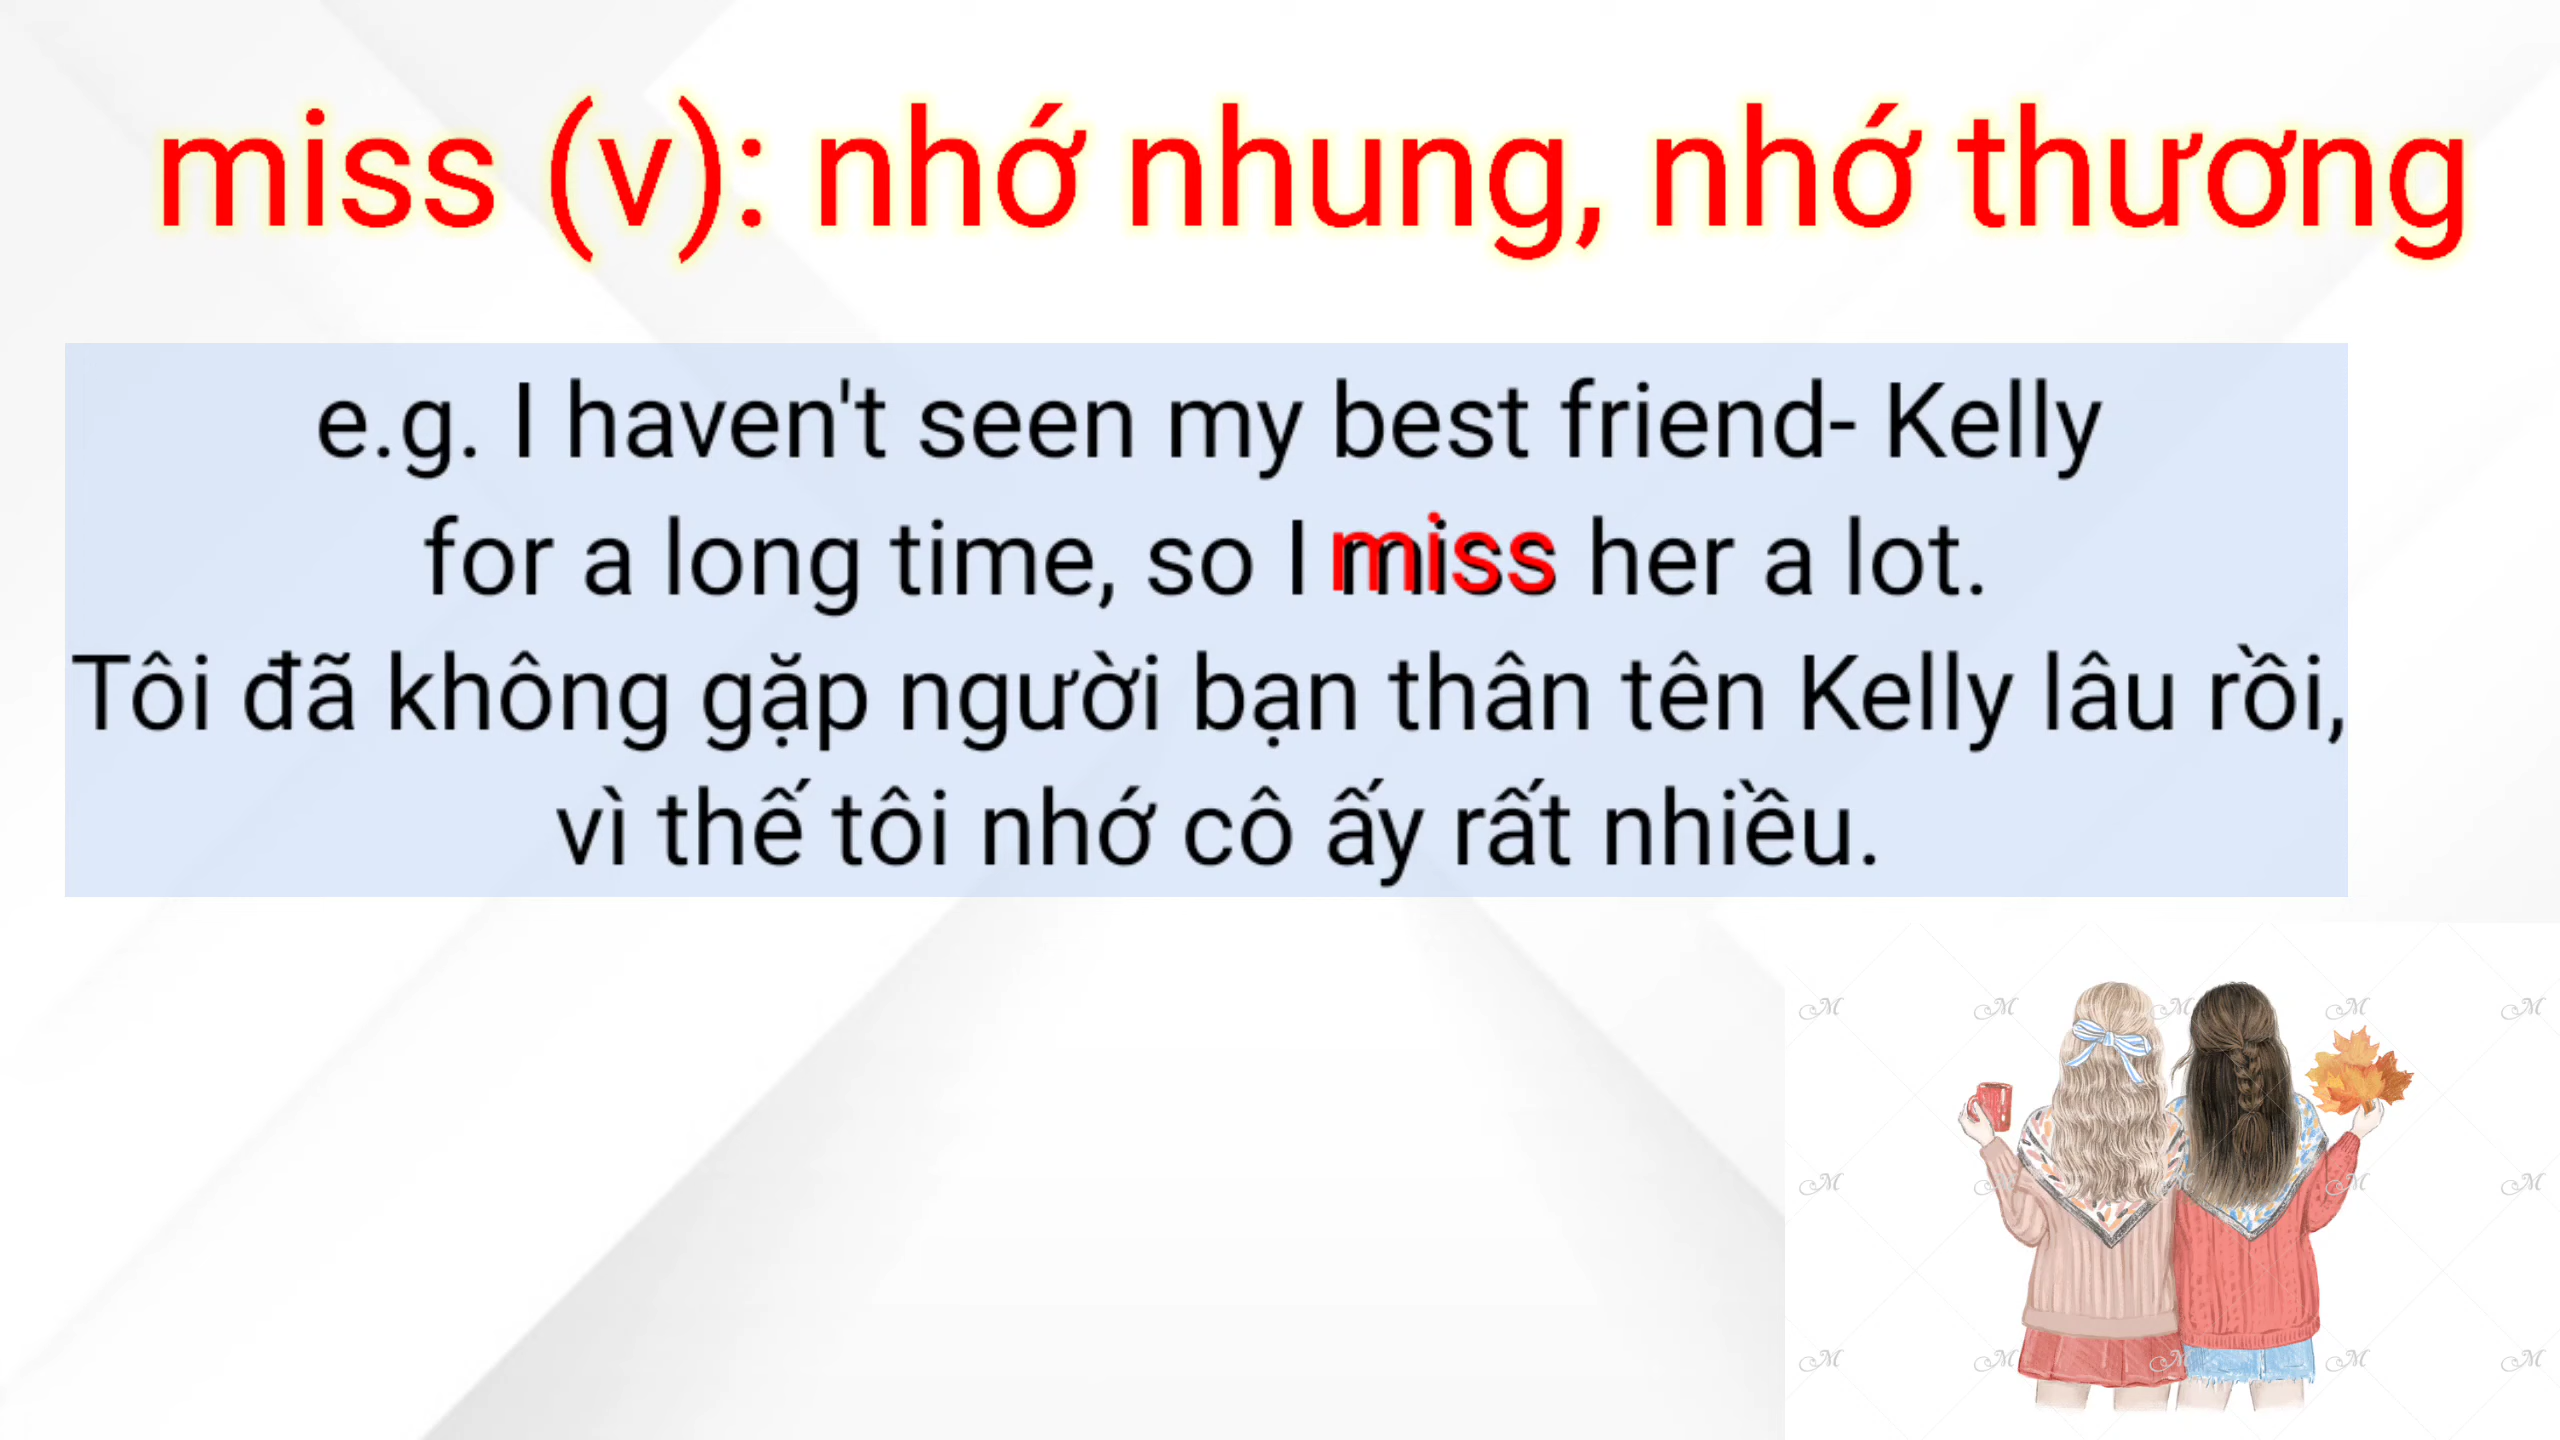 miss (v): nhớ nhung, nhớ thương
e.g. I haven't seen my best friend- Kelly
for a long time, so I miss her a lot.
Tôi đã không gặp người bạn thân tên Kelly lâu rồi,
vì thế tôi nhớ cô ấy rất nhiều.